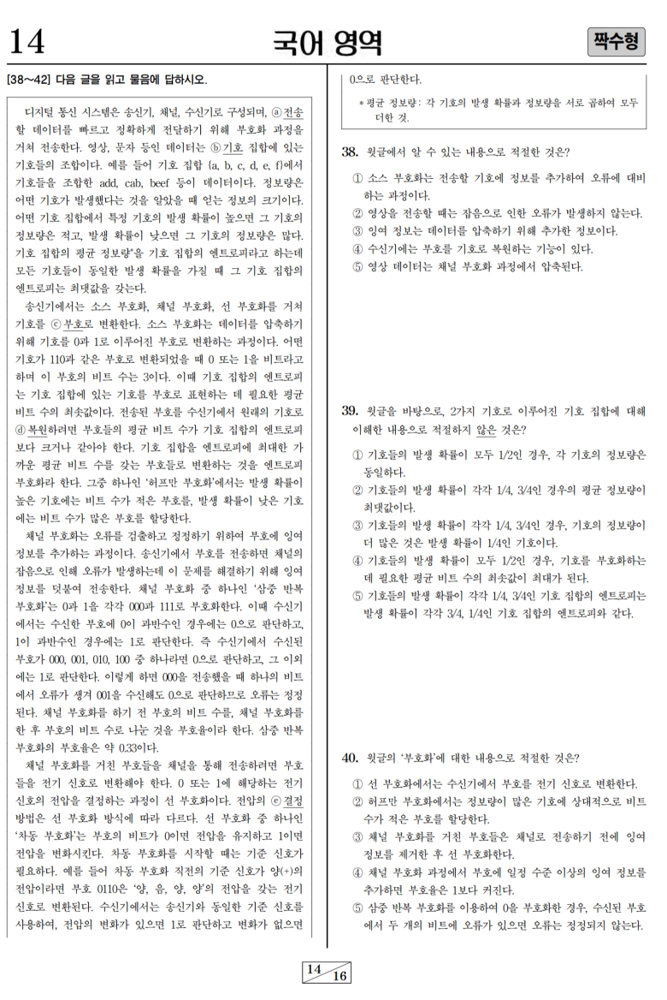 14
국어 영역
짝수형
[38~42] 다음 글을 읽고 물음에 답하시오.
디지털 통신 시스템은 송신기, 채널, 수신기로 구성되며, ⓐ전송
할 데이터를 빠르고 정확하게 전달하기 위해 부호화 과정을
거쳐 전송한다. 영상, 문자 등인 데이터는 ⓑ기호 집합에 있는
기호들의 조합이다. 예를 들어 기호 집합 {a, b, c, d, e, f}에서
기호들을 조합한 add, cab, beef 등이 데이터이다. 정보량은
어떤 기호가 발생했다는 것을 알았을 때 얻는 정보의 크기이다.
어떤 기호 집합에서 특정 기호의 발생 확률이 높으면 그 기호의
정보량은 적고, 발생 확률이 낮으면 그 기호의 정보량은 많다.
기호 집합의 평균 정보량*을 기호 집합의 엔트로피라고 하는데
모든 기호들이 동일한 발생 확률을 가질 때 그 기호 집합의
엔트로피는 최댓값을 갖는다.
송신기에서는 소스 부호화, 채널 부호화, 선 부호화를 거쳐
기호를 ⓒ부호로 변환한다. 소스 부호화는 데이터를 압축하기
위해 기호를 0과 1로 이루어진 부호로 변환하는 과정이다. 어떤
기호가 110과 같은 부호로 변환되었을 때 0 또는 1을 비트라고
하며 이 부호의 비트 수는 3이다. 이때 기호 집합의 엔트로피
는 기호 집합에 있는 기호를 부호로 표현하는 데 필요한 평균
비트 수의 최솟값이다. 전송된 부호를 수신기에서 원래의 기호로
ⓓ복원하려면 부호들의 평균 비트 수가 기호 집합의 엔트로피
보다 크거나 같아야 한다. 기호 집합을 엔트로피에 최대한 가
까운 평균 비트 수를 갖는 부호들로 변환하는 것을 엔트로피
부호화라 한다. 그중 하나인 ‘허프만 부호화’에서는 발생 확률이
높은 기호에는 비트 수가 적은 부호를, 발생 확률이 낮은 기호
에는 비트 수가 많은 부호를 할당한다.
채널 부호화는 오류를 검출하고 정정하기 위하여 부호에 잉여
정보를 추가하는 과정이다. 송신기에서 부호를 전송하면 채널의
잡음으로 인해 오류가 발생하는데 이 문제를 해결하기 위해 잉여
정보를 덧붙여 전송한다. 채널 부호화 중 하나인 ‘삼중 반복
부호화’는 0과 1을 각각 000과 111로 부호화한다. 이때 수신기
에서는 수신한 부호에 0이 과반수인 경우에는 0으로 판단하고,
1이 과반수인 경우에는 1로 판단한다. 즉 수신기에서 수신된
부호가 000, 001, 010, 100 중 하나라면 0으로 판단하고, 그 이외
에는 1로 판단한다. 이렇게 하면 000을 전송했을 때 하나의 비트
에서 오류가 생겨 001을 수신해도 0으로 판단하므로 오류는 정정
된다. 채널 부호화를 하기 전 부호의 비트 수를, 채널 부호화를
한 후 부호의 비트 수로 나눈 것을 부호율이라 한다. 삼중 반복
부호화의 부호율은 약 0.33이다.
채널 부호화를 거친 부호들을 채널을 통해 전송하려면 부호
들을 전기 신호로 변환해야 한다. 0 또는 1에 해당하는 전기
신호의 전압을 결정하는 과정이 선 부호화이다. 전압의 ⓔ결정
방법은 선 부호화 방식에 따라 다르다. 선 부호화 중 하나인
‘차동 부호화’는 부호의 비트가 0이면 전압을 유지하고 1이면
전압을 변화시킨다. 차동 부호화를 시작할 때는 기준 신호가
필요하다. 예를 들어 차동 부호화 직전의 기준 신호가 양(+)의
전압이라면 부호 0110은 ‘양, 음, 양, 양’의 전압을 갖는 전기
신호로 변환된다. 수신기에서는 송신기와 동일한 기준 신호를
사용하여, 전압의 변화가 있으면 1로 판단하고 변화가 없으면
0으로 판단한다.
* 평균 정보량 : 각 기호의 발생 확률과 정보량을 서로 곱하여 모두
더한 것.
38. 윗글에서 알 수 있는 내용으로 적절한 것은?
① 소스 부호화는 전송할 기호에 정보를 추가하여 오류에 대비
하는 과정이다.
② 영상을 전송할 때는 잡음으로 인한 오류가 발생하지 않는다.
③ 잉여 정보는 데이터를 압축하기 위해 추가한 정보이다.
④ 수신기에는 부호를 기호로 복원하는 기능이 있다.
⑤ 영상 데이터는 채널 부호화 과정에서 압축된다.
39. 윗글을 바탕으로, 2가지 기호로 이루어진 기호 집합에 대해
이해한 내용으로 적절하지 않은 것은?
① 기호들의 발생 확률이 모두 1/2인 경우, 각 기호의 정보량은
동일하다.
② 기호들의 발생 확률이 각각 1/4, 3/4인 경우의 평균 정보량이
최댓값이다.
③ 기호들의 발생 확률이 각각 1/4, 3/4인 경우, 기호의 정보량이
더 많은 것은 발생 확률이 1/4인 기호이다.
④ 기호들의 발생 확률이 모두 1/2인 경우, 기호를 부호화하는
데 필요한 평균 비트 수의 최솟값이 최대가 된다.
⑤ 기호들의 발생 확률이 각각 1/4, 3/4인 기호 집합의 엔트로피는
발생 확률이 각각 3/4, 1/4인 기호 집합의 엔트로피와 같다.
40. 윗글의 ‘부호화’에 대한 내용으로 적절한 것은?
① 선 부호화에서는 수신기에서 부호를 전기 신호로 변환한다.
② 허프만 부호화에서는 정보량이 많은 기호에 상대적으로 비트
수가 적은 부호를 할당한다.
③ 채널 부호화를 거친 부호들은 채널로 전송하기 전에 잉여
정보를 제거한 후 선 부호화한다.
④ 채널 부호화 과정에서 부호에 일정 수준 이상의 잉여 정보를
추가하면 부호율은 1보다 커진다.
⑤ 삼중 반복 부호화를 이용하여 0을 부호화한 경우, 수신된 부호
에서 두 개의 비트에 오류가 있으면 오류는 정정되지 않는다.
14
16